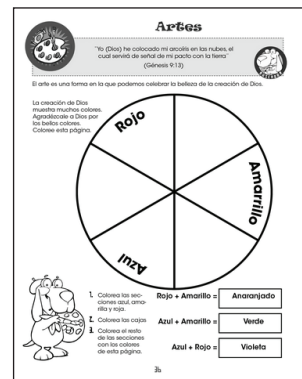 Artes
"Yo (Dios) he colocado mi arcoiris en las nubes, el
cual servirá de señal de mi pacto con la tierra"
(Génesis 9:13)
El arte es una forma en la que podemos celebrar la belleza de la creación de Dios.
La creación de Dios
muestra muchos colores.
Agradézcale a Dios por
los bellos colores.
Coloree esta página.
Rojo
Amarillo
Azul
1. Colorea las sec-
ciones azul, ama-
rilla y roja.
2. Colorea las cajas
3. Colorea el resto
de las secciones
con los colores
de esta página.
Rojo + Amarillo = Anaranjado
Azul + Amarillo = Verde
Azul + Rojo = Violeta